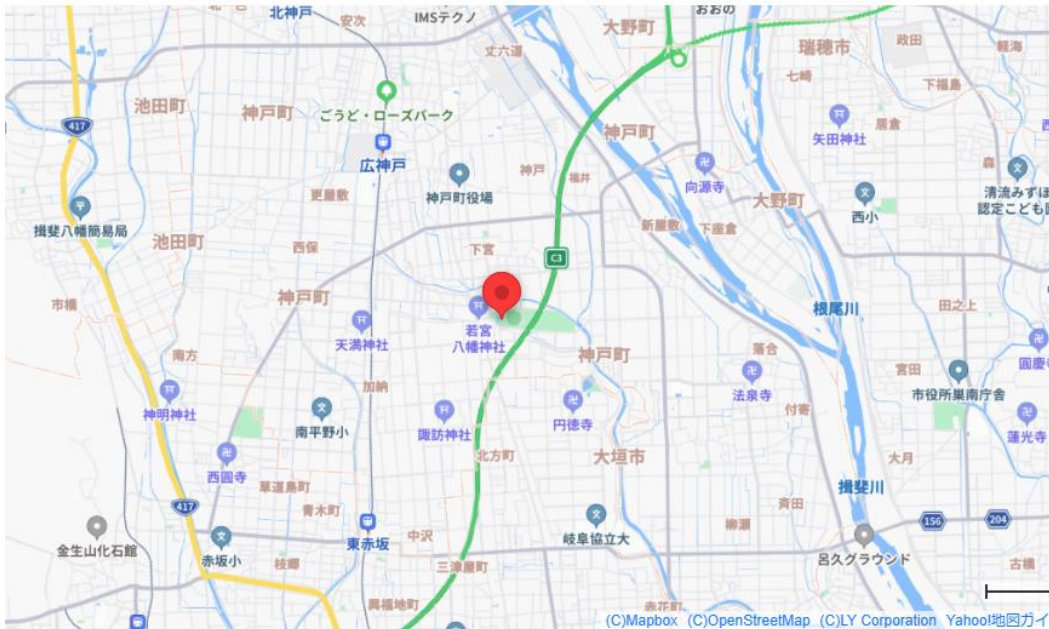 北神戸
安次
IMSテクノ
大野町
おおの
瑞穂市
政田
軽海
丈六道
七崎
下福島
池田町
神戸町
ごうど・ローズパーク
神戸町
矢田神社
居倉
417
広神戸
神戸
福井
向源寺
森
更屋敷
神戸町役場
大野町
西小
清流みずほ
認定こども園
揖斐八幡簡易局
池田町
西保
下宮
新屋敷
下座倉
C3
市橋
神戸町
根尾川
田之上
天満神社
若宮
八幡神社
南方
神戸町
落合
宮田
圓慶寺
神明神社
加納
法泉寺
市役所巣南庁舎
南平野小
諏訪神社
円徳寺
付寄
蓮光寺
西圓寺
北方町
大垣市
大月
草道島町
揖斐川
417
青木町
斉田
金生山化石館
赤坂小
東赤坂
中沢
岐阜協立大
柳瀬
156
204
呂久グラウンド
枝郷
三津屋町
古橋
興福地町
赤花町
(C)Mapbox (C)OpenStreetMap (C)LY Corporation Yahoo!地図ガイ